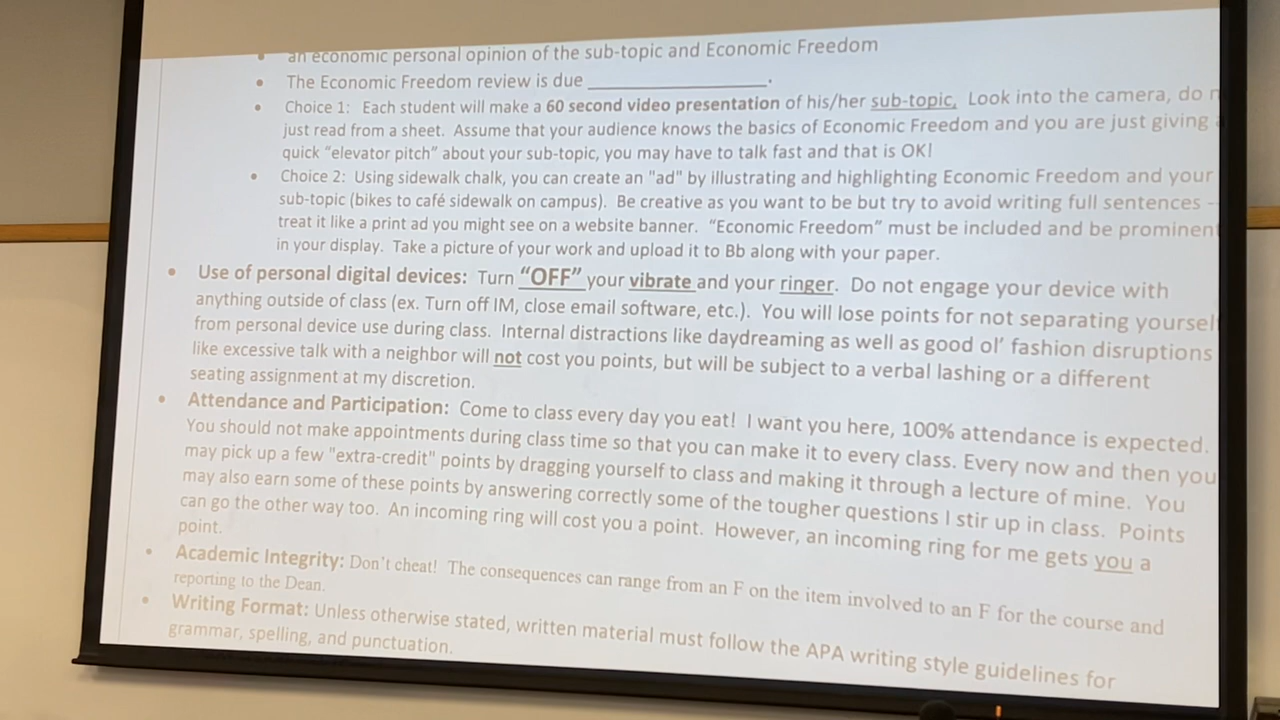 • an economic personal opinion of the sub-topic and Economic Freedom
• The Economic Freedom review is due ____________________.
• Choice 1: Each student will make a 60 second video presentation of his/her sub-topic. Look into the camera, do
just read from a sheet. Assume that your audience knows the basics of Economic Freedom and you are just giving
quick “elevator pitch” about your sub-topic, you may have to talk fast and that is OK!
• Choice 2: Using sidewalk chalk, you can create an "ad" by illustrating and highlighting Economic Freedom and your
sub-topic (bikes to café sidewalk on campus). Be creative as you want to be but try to avoid writing full sentences -
treat it like a print ad you might see on a website banner. “Economic Freedom” must be included and be prominent
in your display. Take a picture of your work and upload it to Bb along with your paper.
• Use of personal digital devices: Turn “OFF” your vibrate and your ringer. Do not engage your device with
anything outside of class (ex. Turn off IM, close email software, etc.). You will lose points for not separating yoursel
from personal device use during class. Internal distractions like daydreaming as well as good ol’ fashion disruptions
like excessive talk with a neighbor will not cost you points, but will be subject to a verbal lashing or a different
seating assignment at my discretion.
• Attendance and Participation: Come to class every day you eat! I want you here, 100% attendance is expected.
You should not make appointments during class time so that you can make it to every class. Every now and then you
may pick up a few "extra-credit" points by dragging yourself to class and making it through a lecture of mine. You
may also earn some of these points by answering correctly some of the tougher questions I stir up in class. Points
can go the other way too. An incoming ring will cost you a point. However, an incoming ring for me gets you a
point.
• Academic Integrity: Don’t cheat! The consequences can range from an F on the item involved to an F for the course and
reporting to the Dean.
• Writing Format: Unless otherwise stated, written material must follow the APA writing style guidelines for
grammar, spelling, and punctuation.